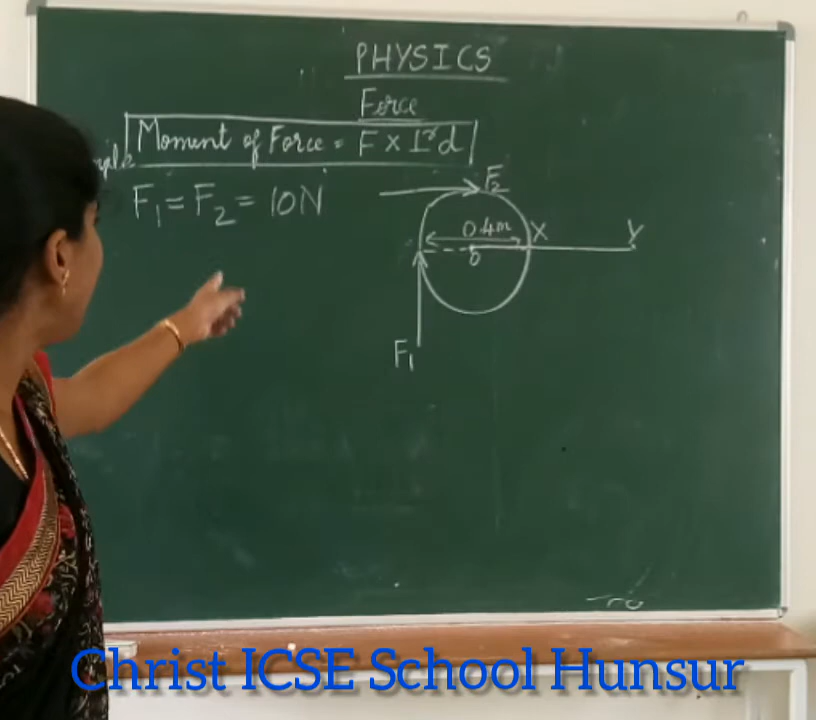 PHYSICS
Force
Moment of Force = F × ⊥ʳ d
F₁ = F₂ = 10N
F₂
0.4m
X
Y
O
F₁
Christ ICSE School Hunsur